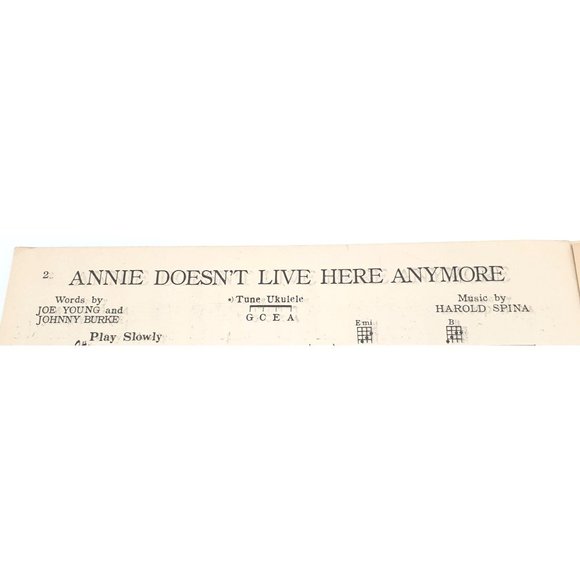 2. ANNIE DOESN'T LIVE HERE ANYMORE
Words by
JOE YOUNG and
JOHNNY BURKE
Tune Ukulele
G C E A
Music by
HAROLD SPINA
Play Slowly
Emi
B